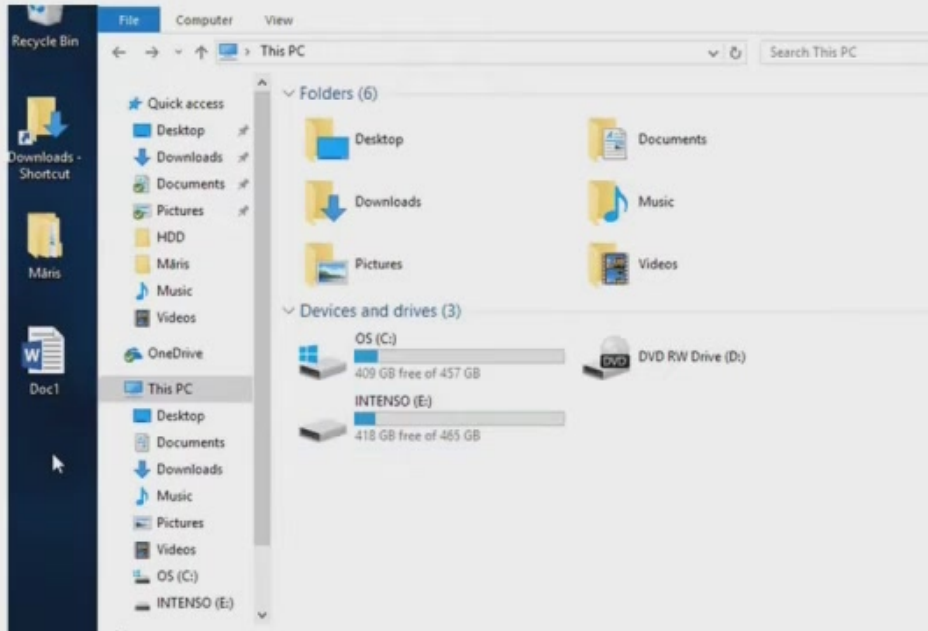 Recycle Bin
Downloads -
Shortcut
Māris
W
Doc1
File Computer View
This PC
Search This PC
Quick access
Desktop
Downloads
Documents
Pictures
HDD
Māris
Music
Videos
OneDrive
This PC
Desktop
Documents
Downloads
Music
Pictures
Videos
OS (C:)
INTENSO (E:)
Folders (6)
Desktop
Documents
Downloads
Music
Pictures
Videos
Devices and drives (3)
OS (C:)
409 GB free of 457 GB
DVD
DVD RW Drive (D:)
INTENSO (E:)
418 GB free of 465 GB